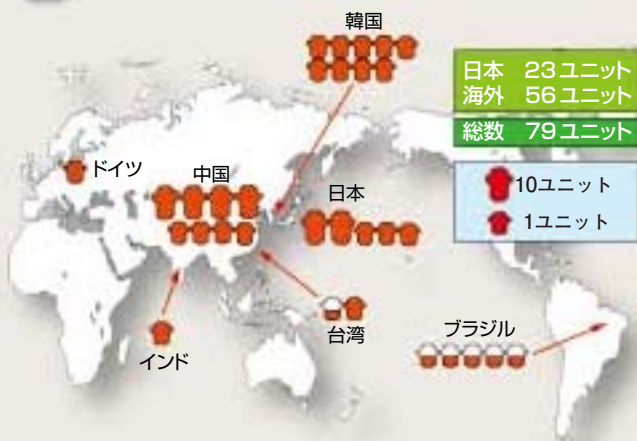 韓国
日本 23ユニット
海外 56ユニット
総数 79ユニット
10ユニット
1ユニット
ドイツ
中国
日本
台湾
インド
ブラジル